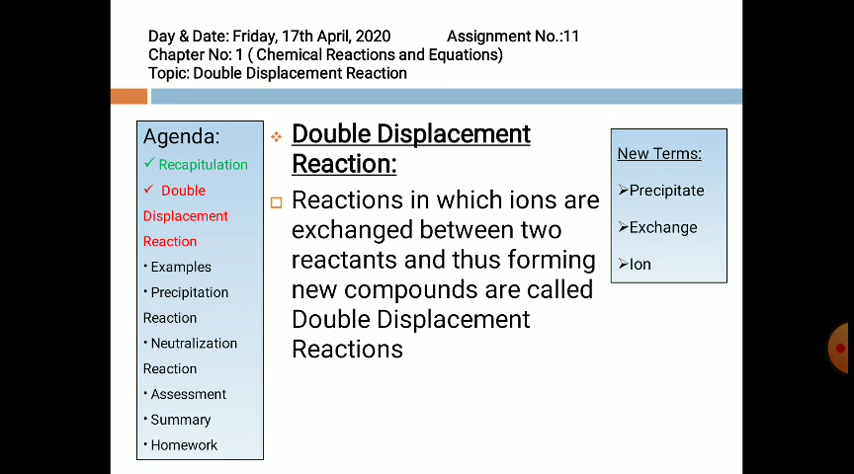 Day & Date: Friday, 17th April, 2020 Assignment No.:11
Chapter No: 1 ( Chemical Reactions and Equations)
Topic: Double Displacement Reaction
Agenda:
✓ Recapitulation
✓ Double
Displacement
Reaction
• Examples
• Precipitation
Reaction
• Neutralization
Reaction
• Assessment
• Summary
• Homework
❖ Double Displacement
Reaction:
□ Reactions in which ions are
exchanged between two
reactants and thus forming
new compounds are called
Double Displacement
Reactions
New Terms:
➢Precipitate
➢Exchange
➢Ion